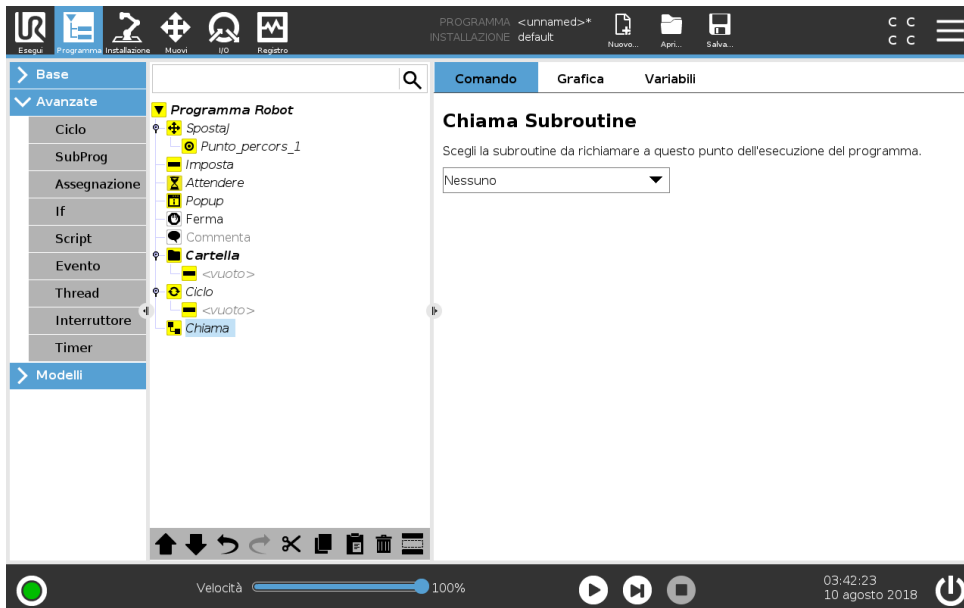 UR
Esegui
Programma
Installazione
Muovi
I/O
Registro
PROGRAMMA <unnamed>*
INSTALLAZIONE default
Nuovo...
Apri...
Salva...
C C
C C
Base
Avanzate
Ciclo
SubProg
Assegnazione
If
Script
Evento
Thread
Interruttore
Timer
Modelli
Programma Robot
SpostaJ
Punto_percors_1
Imposta
Attendere
Popup
Ferma
Commenta
Cartella
<vuoto>
Ciclo
<vuoto>
Chiama
Comando Grafica Variabili
Chiama Subroutine
Scegli la subroutine da richiamare a questo punto dell'esecuzione del programma.
Nessuno
Velocità
100%
03:42:23
10 agosto 2018